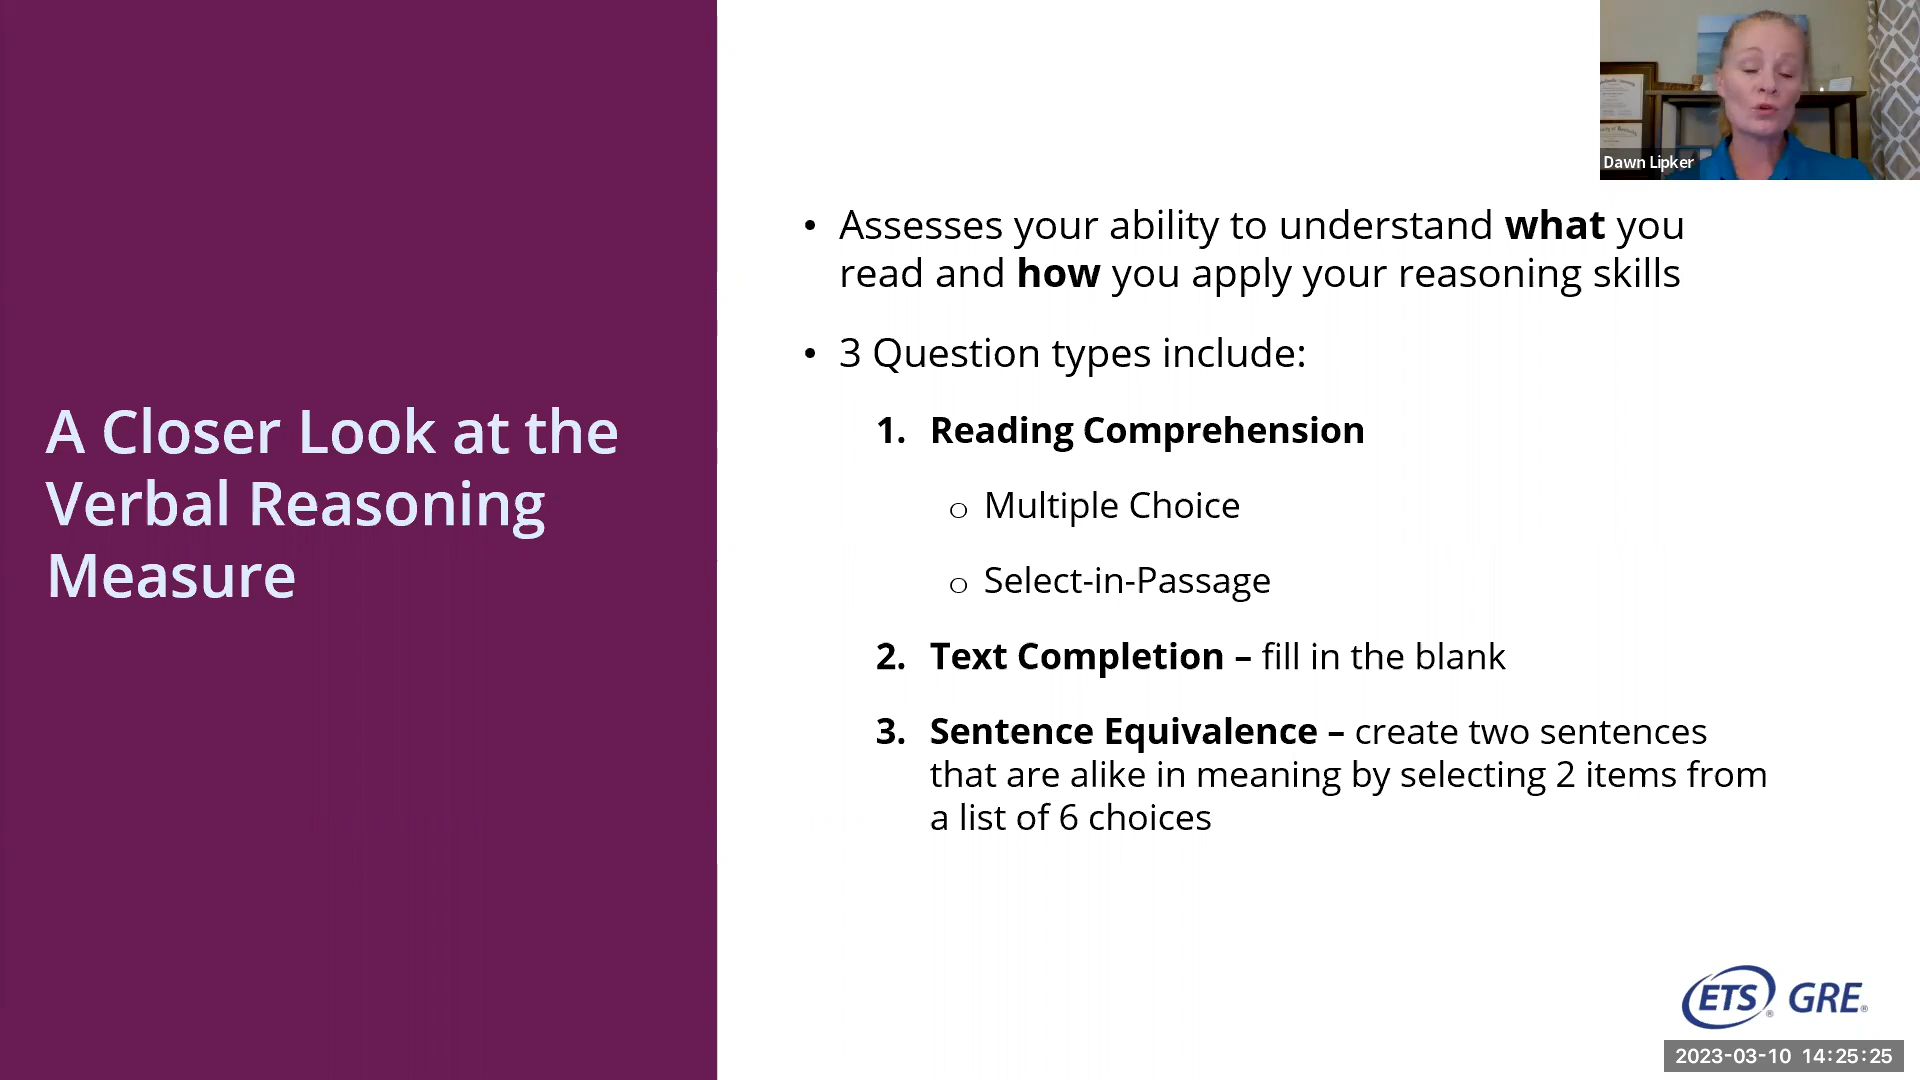 A Closer Look at the
Verbal Reasoning
Measure
Dawn Lipker
• Assesses your ability to understand what you
read and how you apply your reasoning skills
• 3 Question types include:
1. Reading Comprehension
o Multiple Choice
o Select-in-Passage
2. Text Completion – fill in the blank
3. Sentence Equivalence – create two sentences
that are alike in meaning by selecting 2 items from
a list of 6 choices
ETS® GRE®
2023-03-10 14:25:25